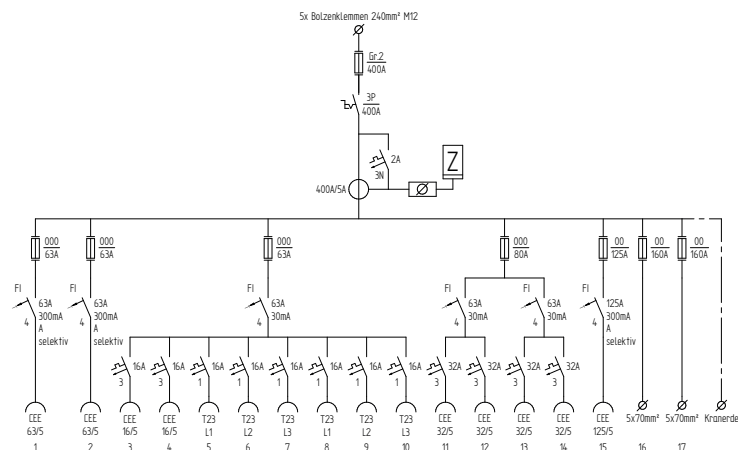 5x Bolzenklemmen 240mm² M12
Gr.2
400A
3P
400A
2A
3N
Z
400A/5A
000 000 000 000 00 00 00
63A 63A 63A 80A 125A 160A 160A
FI FI FI FI FI FI
63A 63A 63A 63A 63A 125A
300mA 300mA 30mA 30mA 30mA 300mA
4 4 4 4 4 4
A A A
selektiv selektiv selektiv
16A 16A 16A 16A 16A 16A 16A 16A 32A 32A 32A 32A
3 3 1 1 1 1 1 1 3 3 3 3
CEE CEE CEE CEE T23 T23 T23 T23 T23 T23 CEE CEE CEE CEE CEE 5x70mm² 5x70mm² Kranerde
63/5 63/5 16/5 16/5 L1 L2 L3 L1 L2 L3 32/5 32/5 32/5 32/5 125/5
1 2 3 4 5 6 7 8 9 10 11 12 13 14 15 16 17